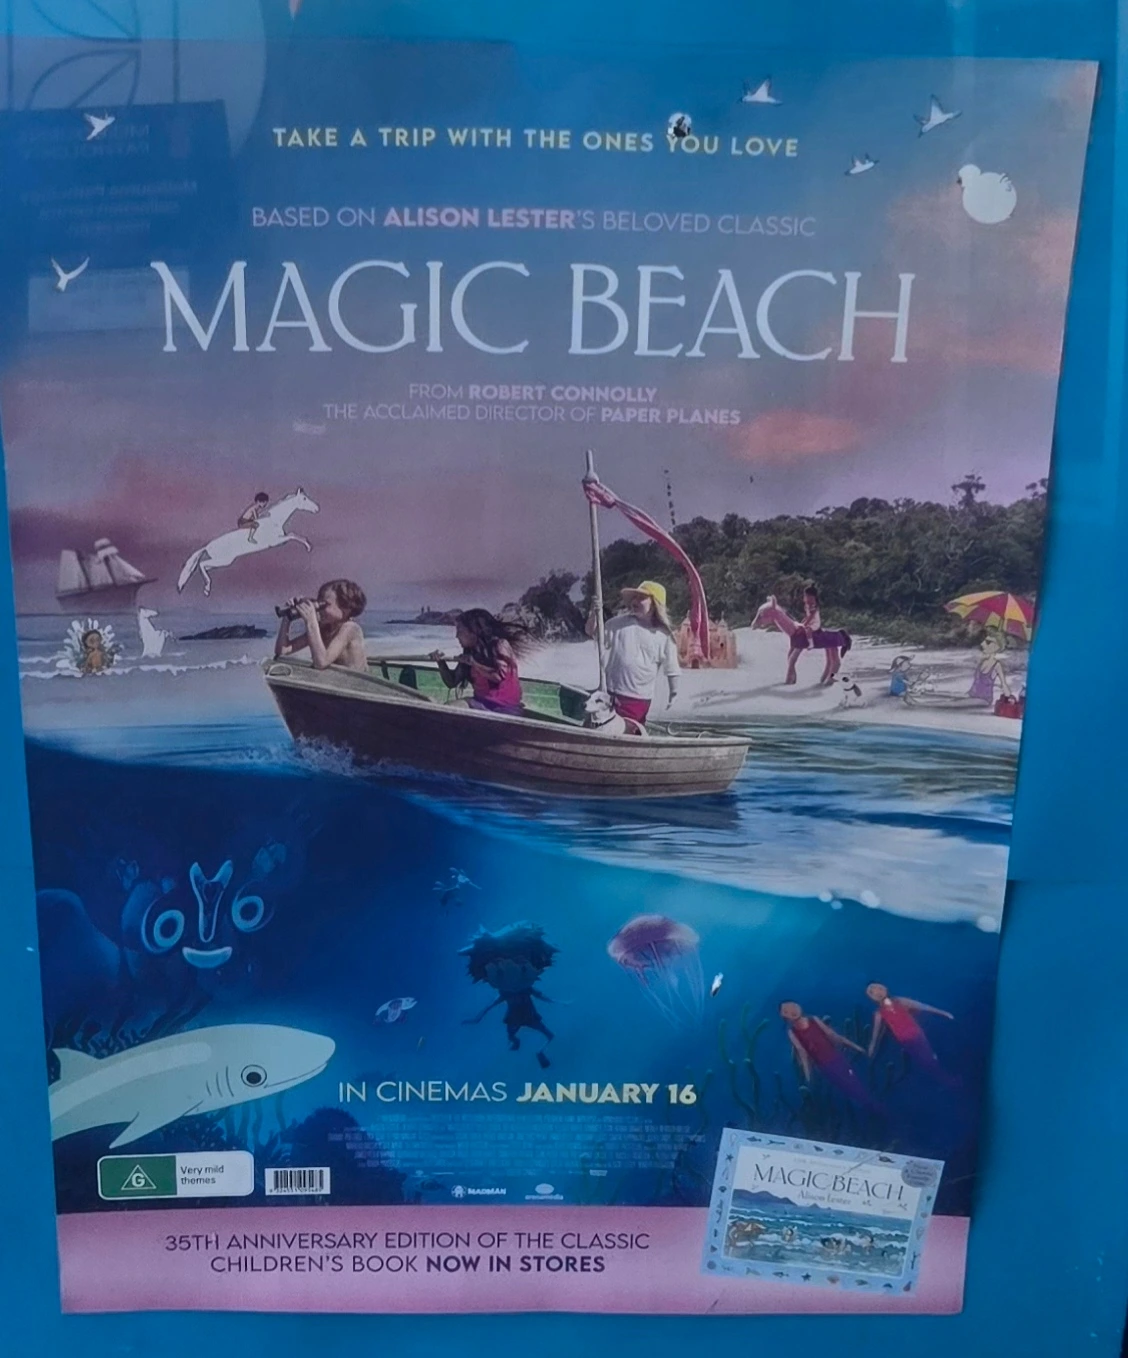 TAKE A TRIP WITH THE ONES YOU LOVE
BASED ON ALISON LESTER'S BELOVED CLASSIC
MAGIC BEACH
FROM ROBERT CONNOLLY
THE ACCLAIMED DIRECTOR OF PAPER PLANES
IN CINEMAS JANUARY 16
G
Very mild
themes
MADMAN
arenamedia
MAGIC BEACH
Alison Lester
35TH ANNIVERSARY EDITION OF THE CLASSIC
CHILDREN'S BOOK NOW IN STORES